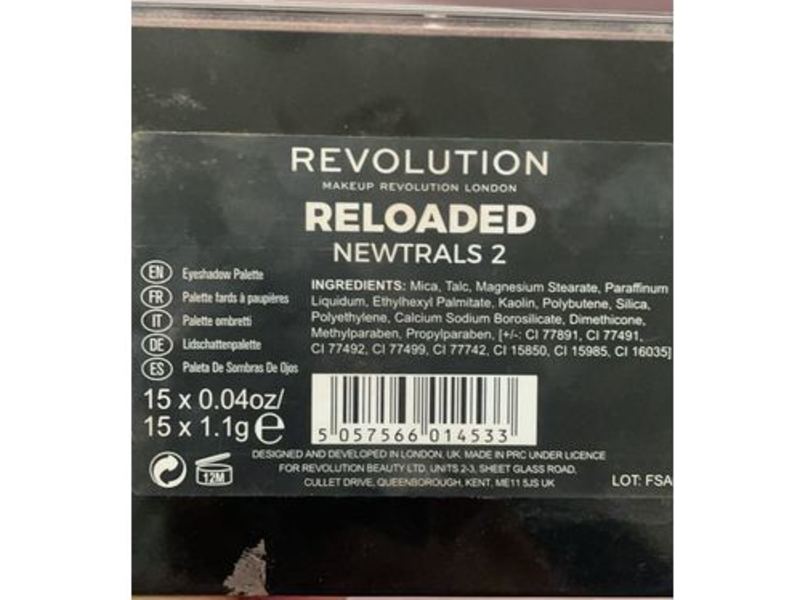 REVOLUTION
MAKEUP REVOLUTION LONDON
RELOADED
NEWTRALS 2
EN Eyeshadow Palette
FR Palette fards à paupières
IT Palette ombretti
DE Lidschattenpalette
ES Paleta De Sombras De Ojos
INGREDIENTS: Mica, Talc, Magnesium Stearate, Paraffinum
Liquidum, Ethylhexyl Palmitate, Kaolin, Polybutene, Silica,
Polyethylene, Calcium Sodium Borosilicate, Dimethicone,
Methylparaben, Propylparaben, [+/-: CI 77891, CI 77491,
CI 77492, CI 77499, CI 77742, CI 15850, CI 15985, CI 16035]
15 x 0.04oz/
15 x 1.1g e
5 057566 014533
DESIGNED AND DEVELOPED IN LONDON, UK. MADE IN PRC UNDER LICENCE
FOR REVOLUTION BEAUTY LTD, UNITS 2-3, SHEET GLASS ROAD,
CULLET DRIVE, QUEENBOROUGH, KENT, ME11 5JS UK
12M
LOT: FSA